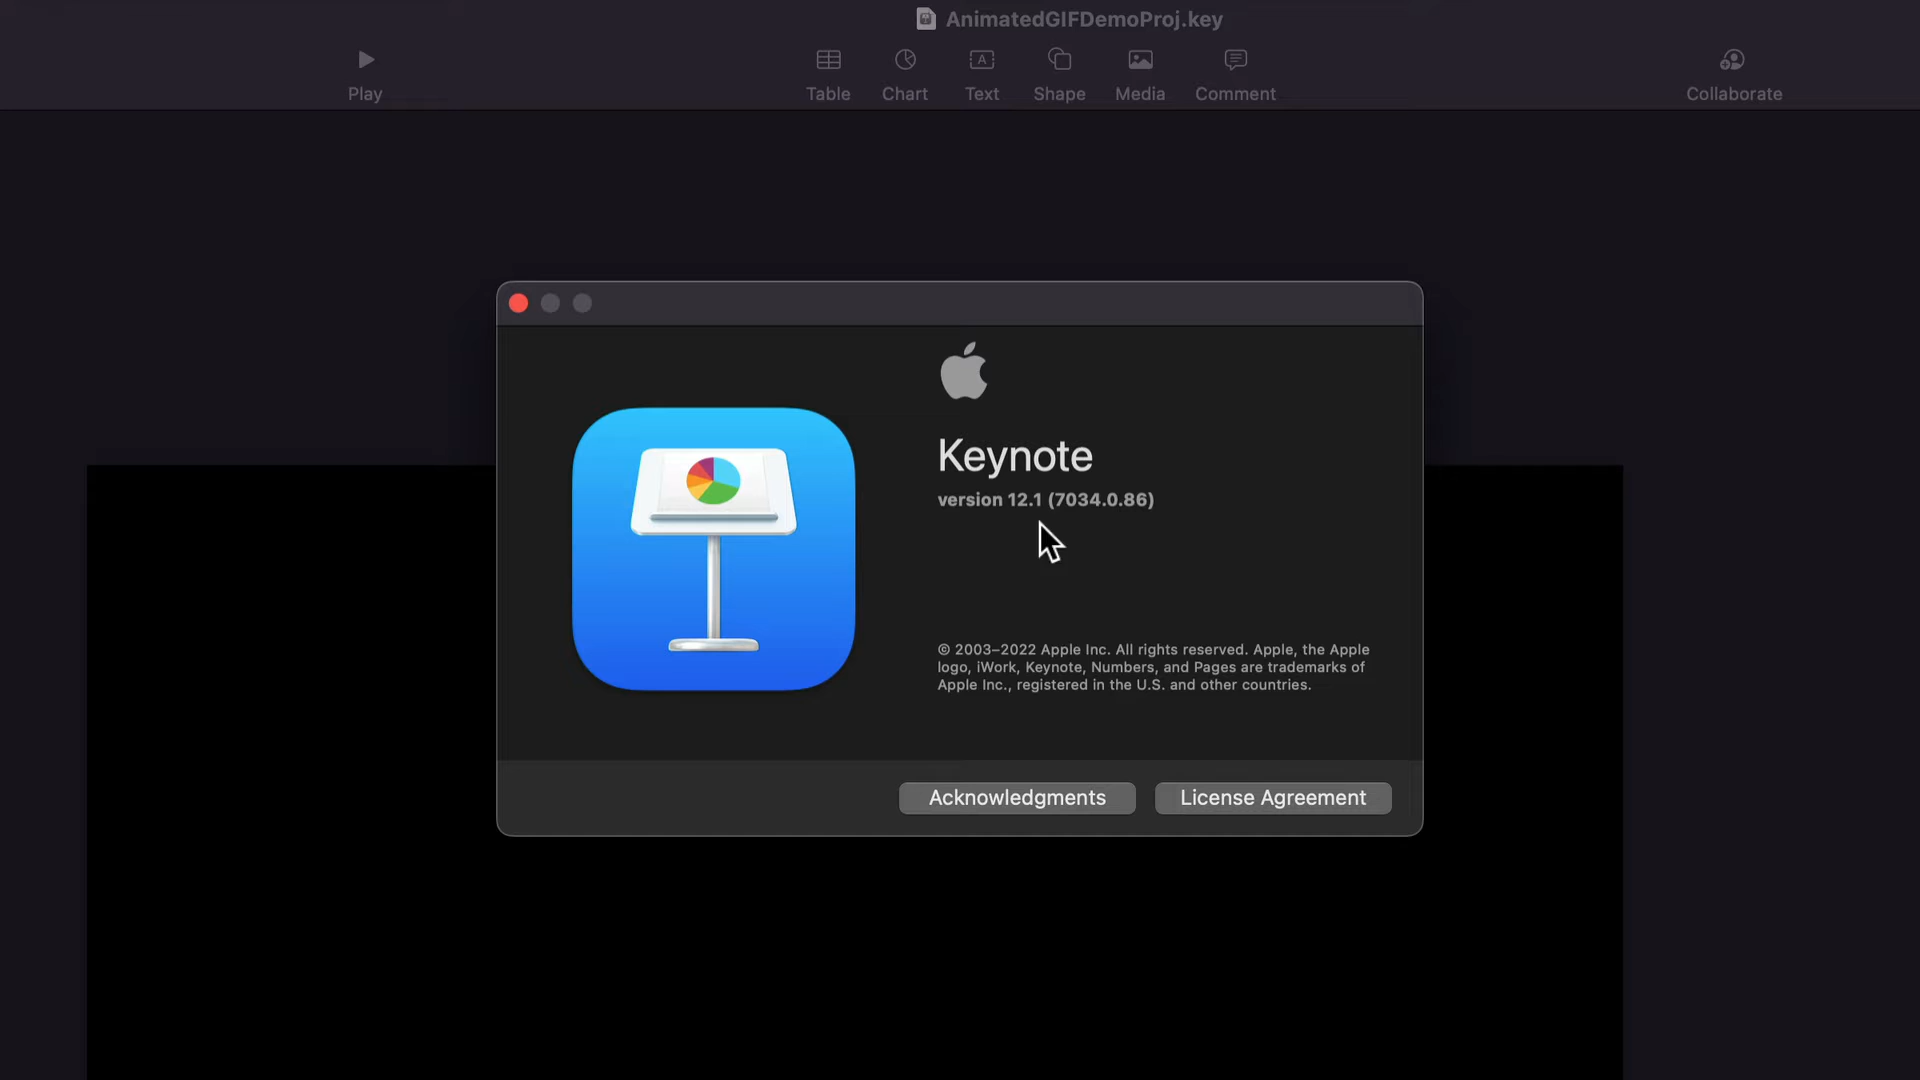 AnimatedGIFDemoProj.key
Play
Table
Chart
A
Text
Shape
Media
Comment
Collaborate
Keynote
version 12.1 (7034.0.86)
© 2003–2022 Apple Inc. All rights reserved. Apple, the Apple
logo, iWork, Keynote, Numbers, and Pages are trademarks of
Apple Inc., registered in the U.S. and other countries.
Acknowledgments
License Agreement